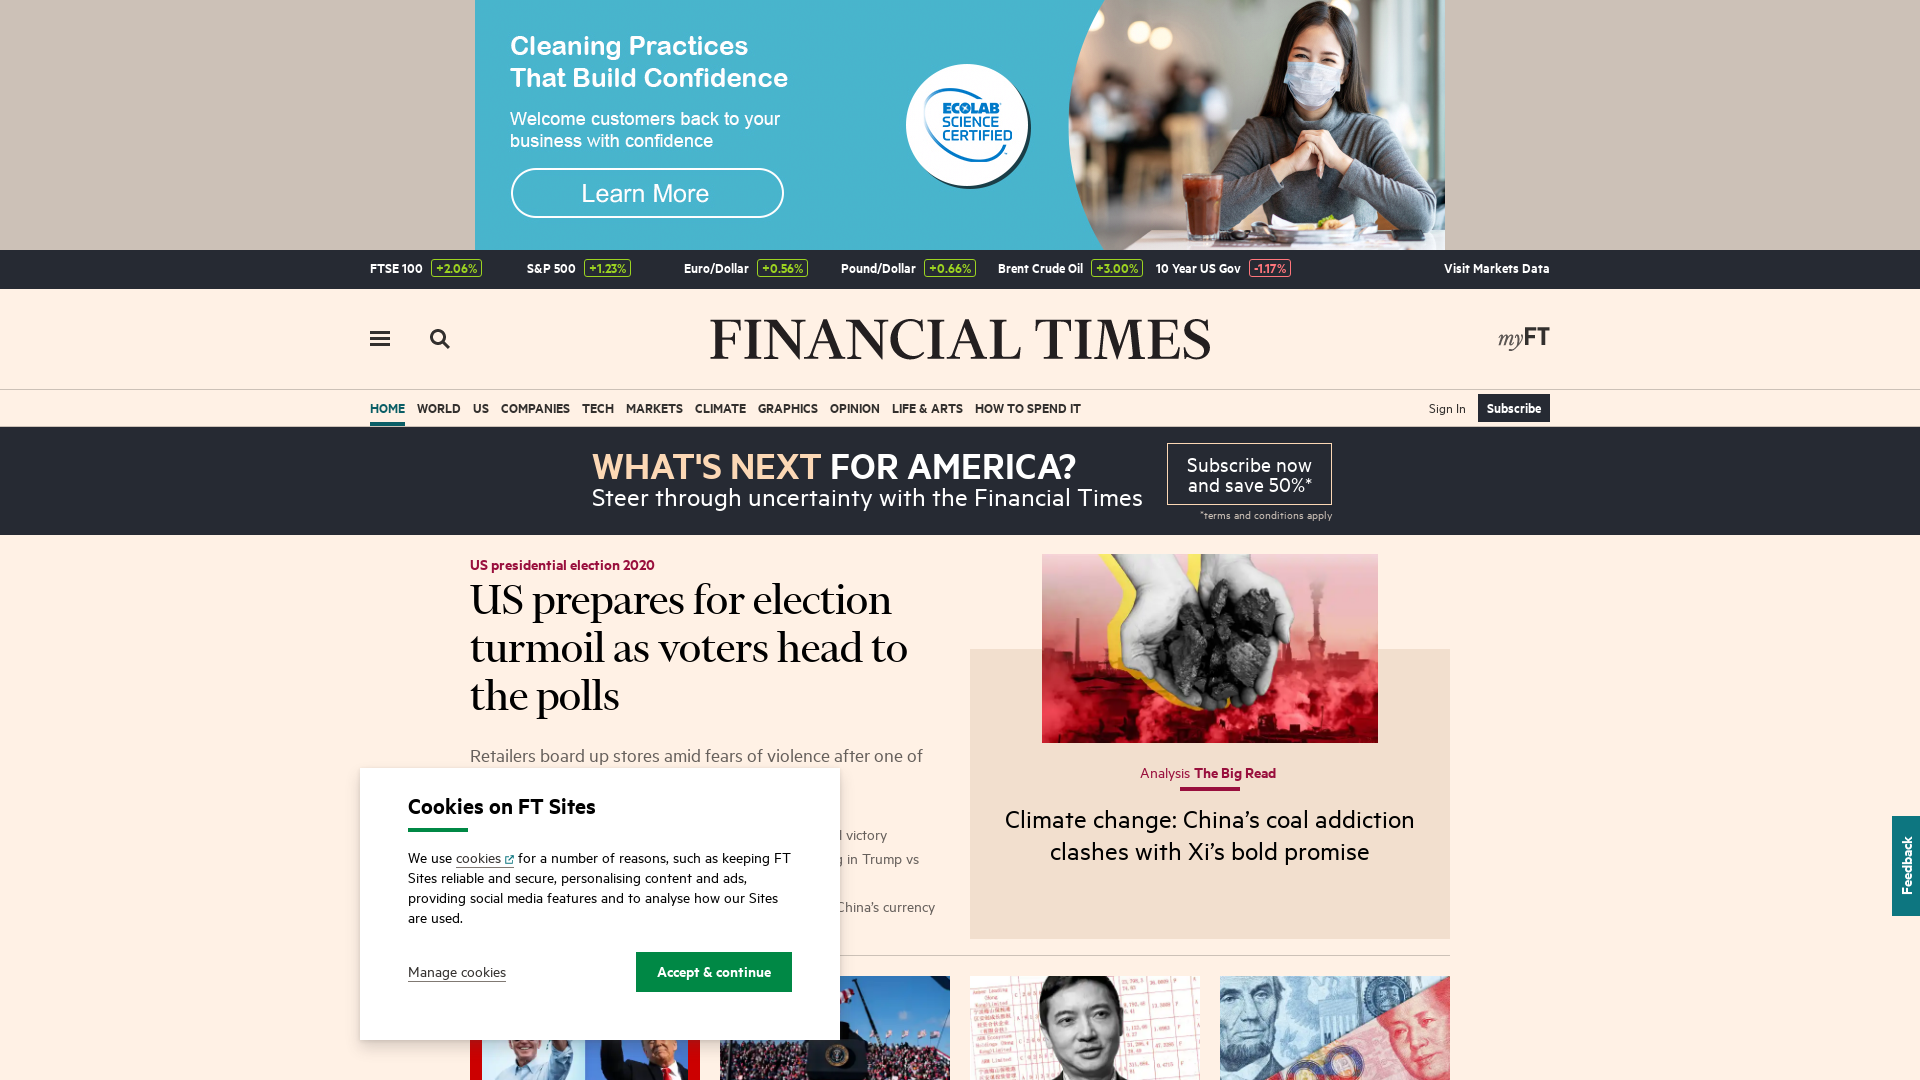 Cleaning Practices
That Build Confidence
Welcome customers back to your
business with confidence
Learn More
ECOLAB
SCIENCE
CERTIFIED
FTSE 100 +2.06% S&P 500 +1.23% Euro/Dollar +0.56% Pound/Dollar +0.66% Brent Crude Oil +3.00% 10 Year US Gov -1.17% Visit Markets Data
FINANCIAL TIMES
myFT
HOME WORLD US COMPANIES TECH MARKETS CLIMATE GRAPHICS OPINION LIFE & ARTS HOW TO SPEND IT Sign In Subscribe
WHAT'S NEXT FOR AMERICA?
Steer through uncertainty with the Financial Times
Subscribe now
and save 50%*
*terms and conditions apply
US presidential election 2020
US prepares for election
turmoil as voters head to
the polls
Retailers board up stores amid fears of violence after one of
victory
in Trump vs
China’s currency
Analysis The Big Read
Climate change: China’s coal addiction
clashes with Xi’s bold promise
Cookies on FT Sites
We use cookies for a number of reasons, such as keeping FT
Sites reliable and secure, personalising content and ads,
providing social media features and to analyse how our Sites
are used.
Manage cookies
Accept & continue
Feedback